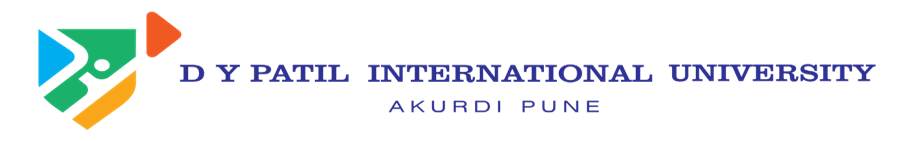 D Y PATIL INTERNATIONAL UNIVERSITY
AKURDI PUNE